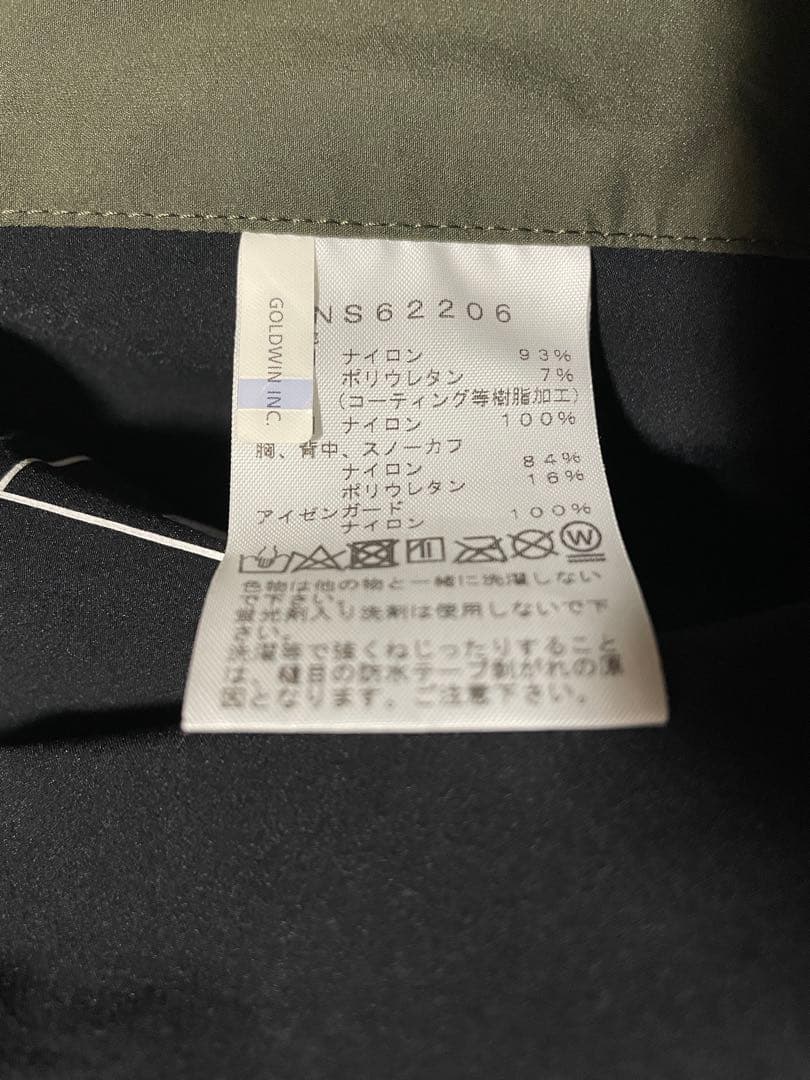 GOLDWIN INC.
NS62206
ナイロン 93%
ポリウレタン 7%
(コーティング等樹脂加工)
ナイロン 100%
胸、背中、スノーカフ
ナイロン 84%
ポリウレタン 16%
アイゼンガード
ナイロン 100%
W
色物は他の物と一緒に洗濯しない
で下さい。
蛍光剤入り洗剤は使用しないで下
さい。
洗濯等で強くねじったりすること
は、縫目の防水テープ剥がれの原
因となります。ご注意下さい。